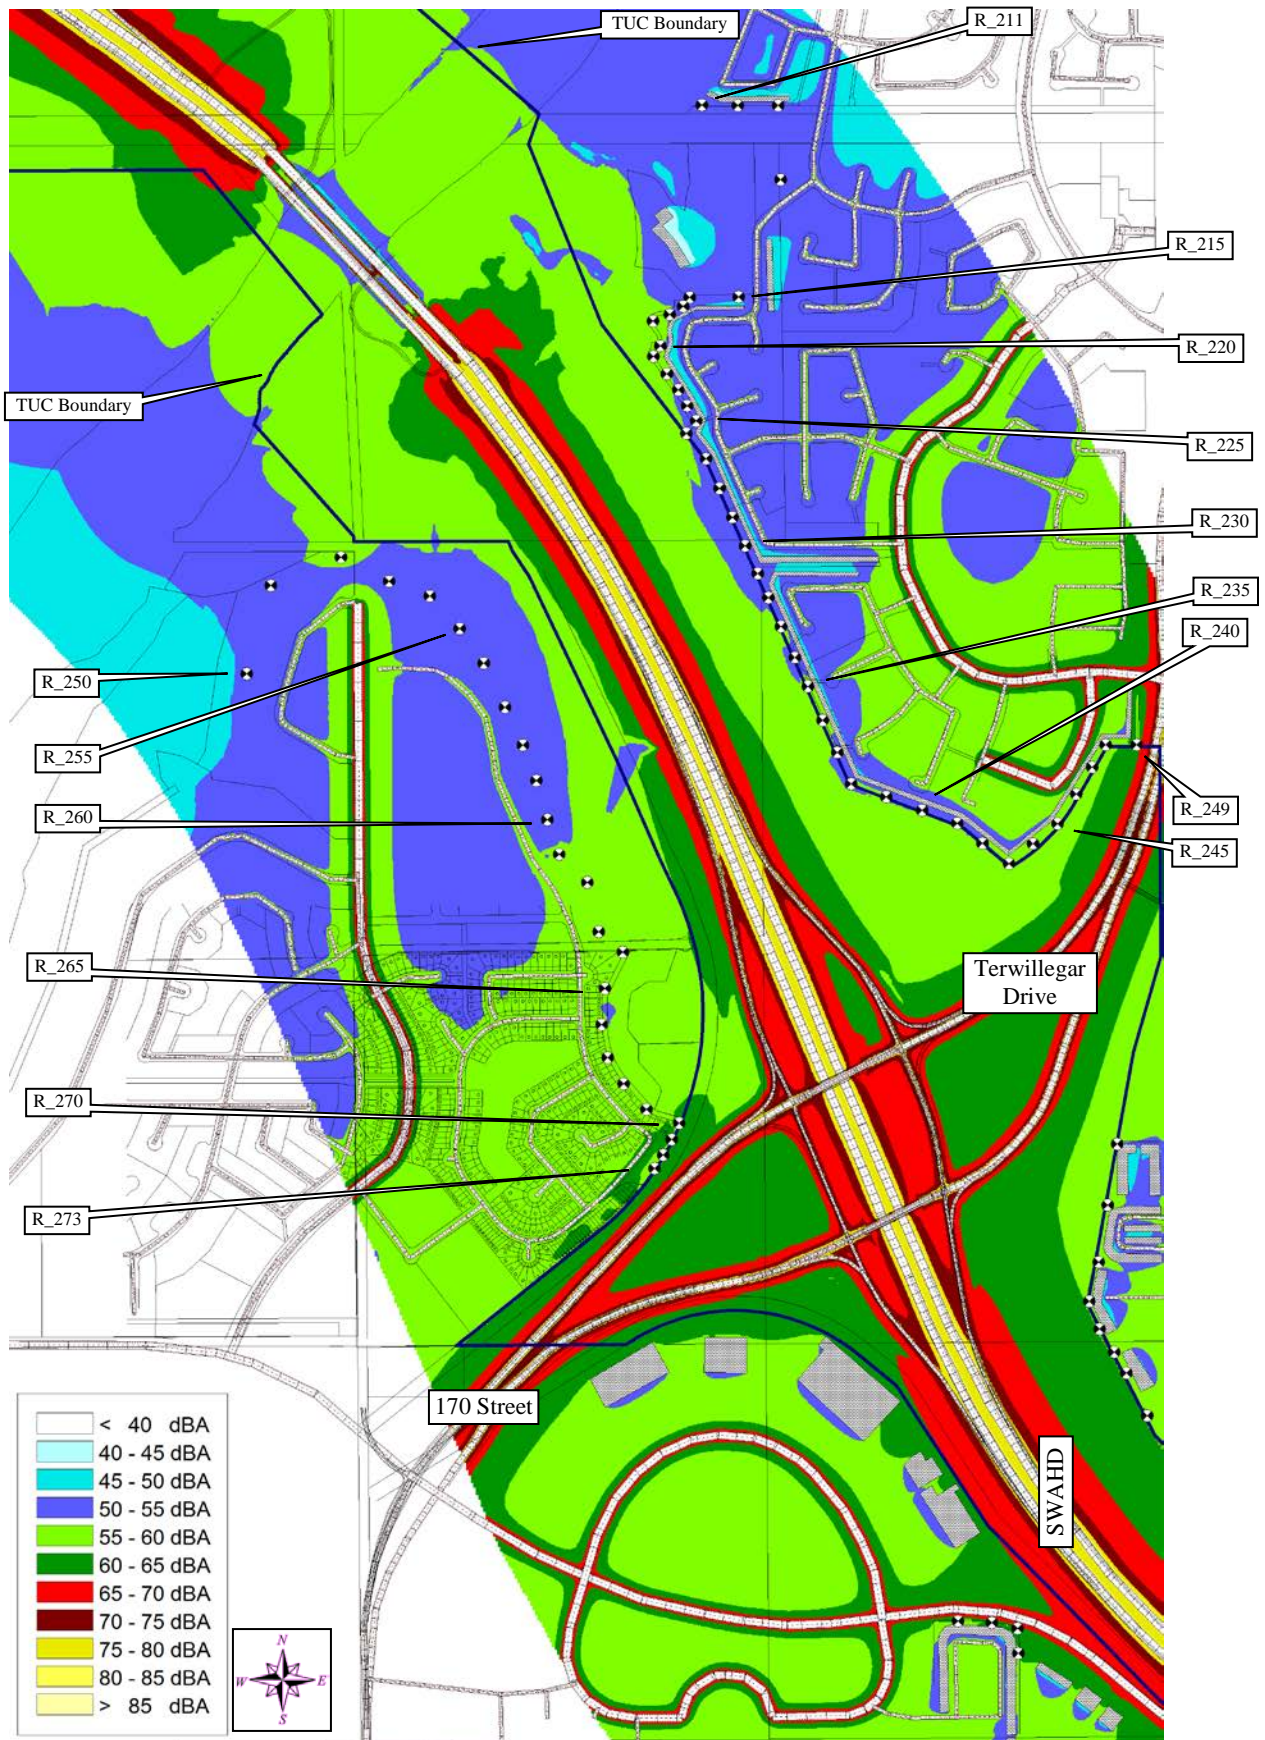 TUC Boundary
R_211
R_215
R_220
TUC Boundary
R_225
R_230
R_235
R_240
R_250
R_255
R_249
R_260
R_245
R_265
Terwillegar
Drive
R_270
R_273
170 Street
SWAHD
< 40 dBA
40 - 45 dBA
45 - 50 dBA
50 - 55 dBA
55 - 60 dBA
60 - 65 dBA
65 - 70 dBA
70 - 75 dBA
75 - 80 dBA
80 - 85 dBA
> 85 dBA
N
W E
S